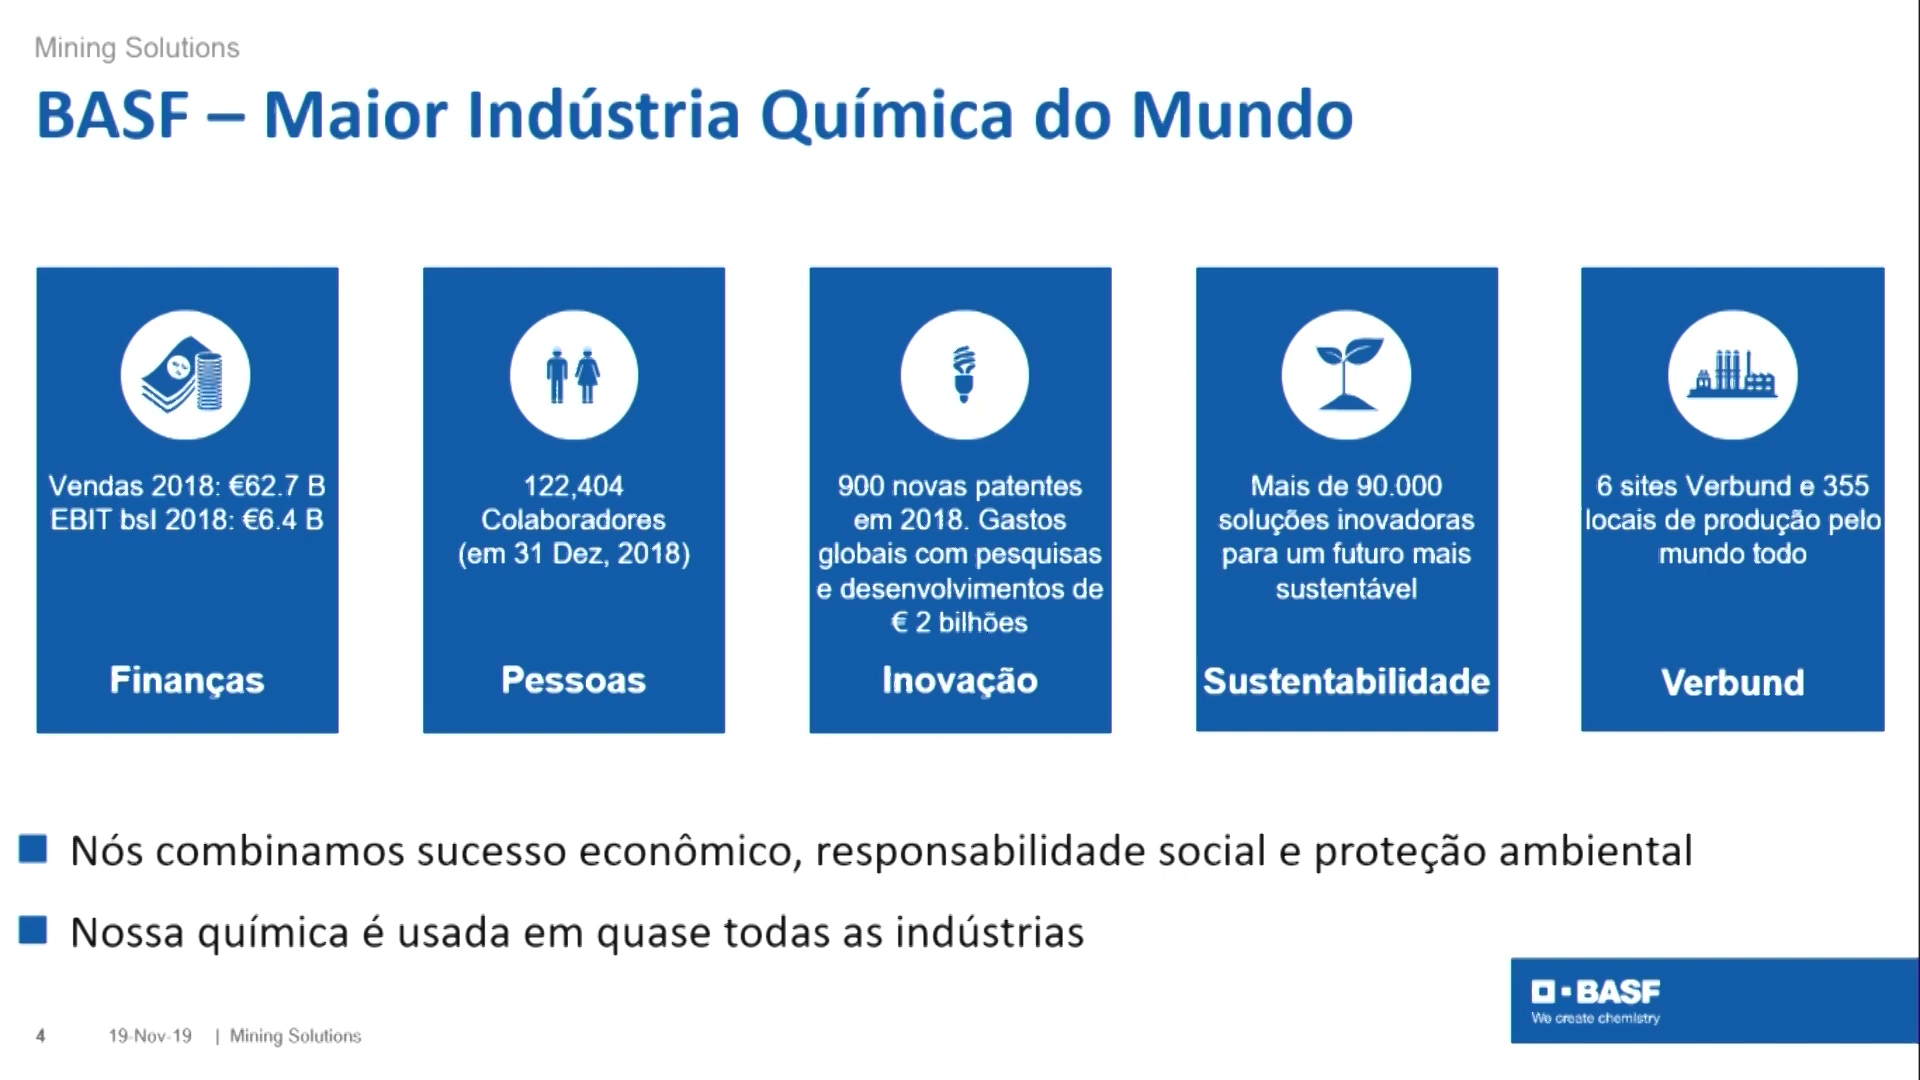 Mining Solutions
BASF – Maior Indústria Química do Mundo
Vendas 2018: €62.7 B
EBIT bsl 2018: €6.4 B
Finanças
122,404
Colaboradores
(em 31 Dez, 2018)
Pessoas
900 novas patentes
em 2018. Gastos
globais com pesquisas
e desenvolvimentos de
€ 2 bilhões
Inovação
Mais de 90.000
soluções inovadoras
para um futuro mais
sustentável
Sustentabilidade
6 sites Verbund e 355
locais de produção pelo
mundo todo
Verbund
Nós combinamos sucesso econômico, responsabilidade social e proteção ambiental
Nossa química é usada em quase todas as indústrias
BASF
We create chemistry
4 19-Nov-19 | Mining Solutions